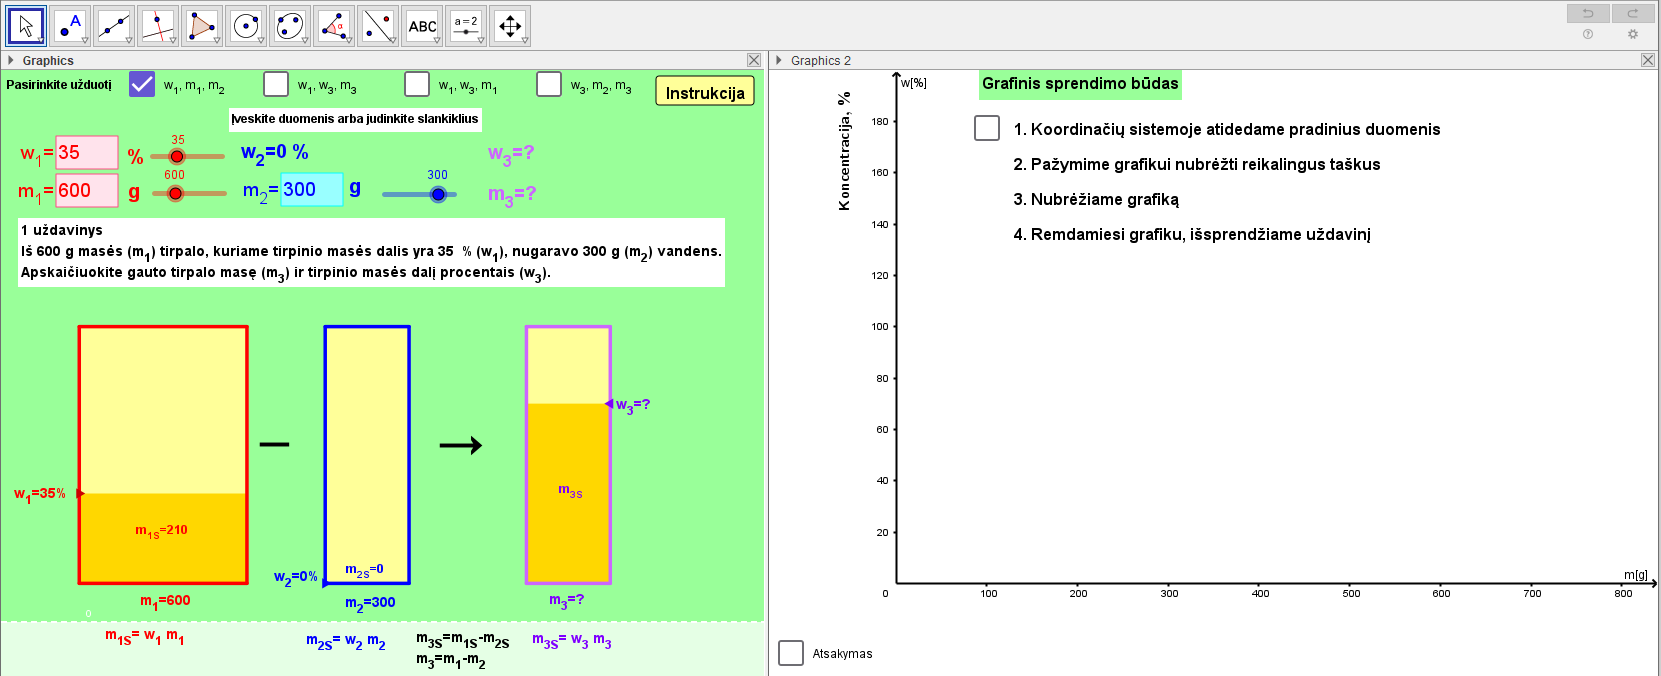 A
α
ABC
a=2
Graphics
Graphics 2
Pasirinkite užduotį
w1, m1, m2
w1, w3, m3
w1, w3, m1
w3, m2, m3
Instrukcija
Įveskite duomenis arba judinkite slankiklius
w1= 35 % 35
w2=0 %
w3=?
m1= 600 g 600
m2= 300 g 300
m3=?
1 uždavinys
Iš 600 g masės (m1) tirpalo, kuriame tirpinio masės dalis yra 35 % (w1), nugaravo 300 g (m2) vandens.
Apskaičiuokite gauto tirpalo masę (m3) ir tirpinio masės dalį procentais (w3).
w3=?
m3S
w1=35%
m1S=210
w2=0%
m2S=0
m1=600
m2=300
m3=?
0
m1S= w1 m1
m2S= w2 m2
m3S=m1S-m2S
m3=m1-m2
m3S= w3 m3
w[%]
Koncentracija, %
Grafinis sprendimo būdas
1. Koordinačių sistemoje atidedame pradinius duomenis
2. Pažymime grafikui nubrėžti reikalingus taškus
3. Nubrėžiame grafiką
4. Remdamiesi grafiku, išsprendžiame uždavinį
180
160
140
120
100
80
60
40
20
m[g]
0 100 200 300 400 500 600 700 800
Atsakymas